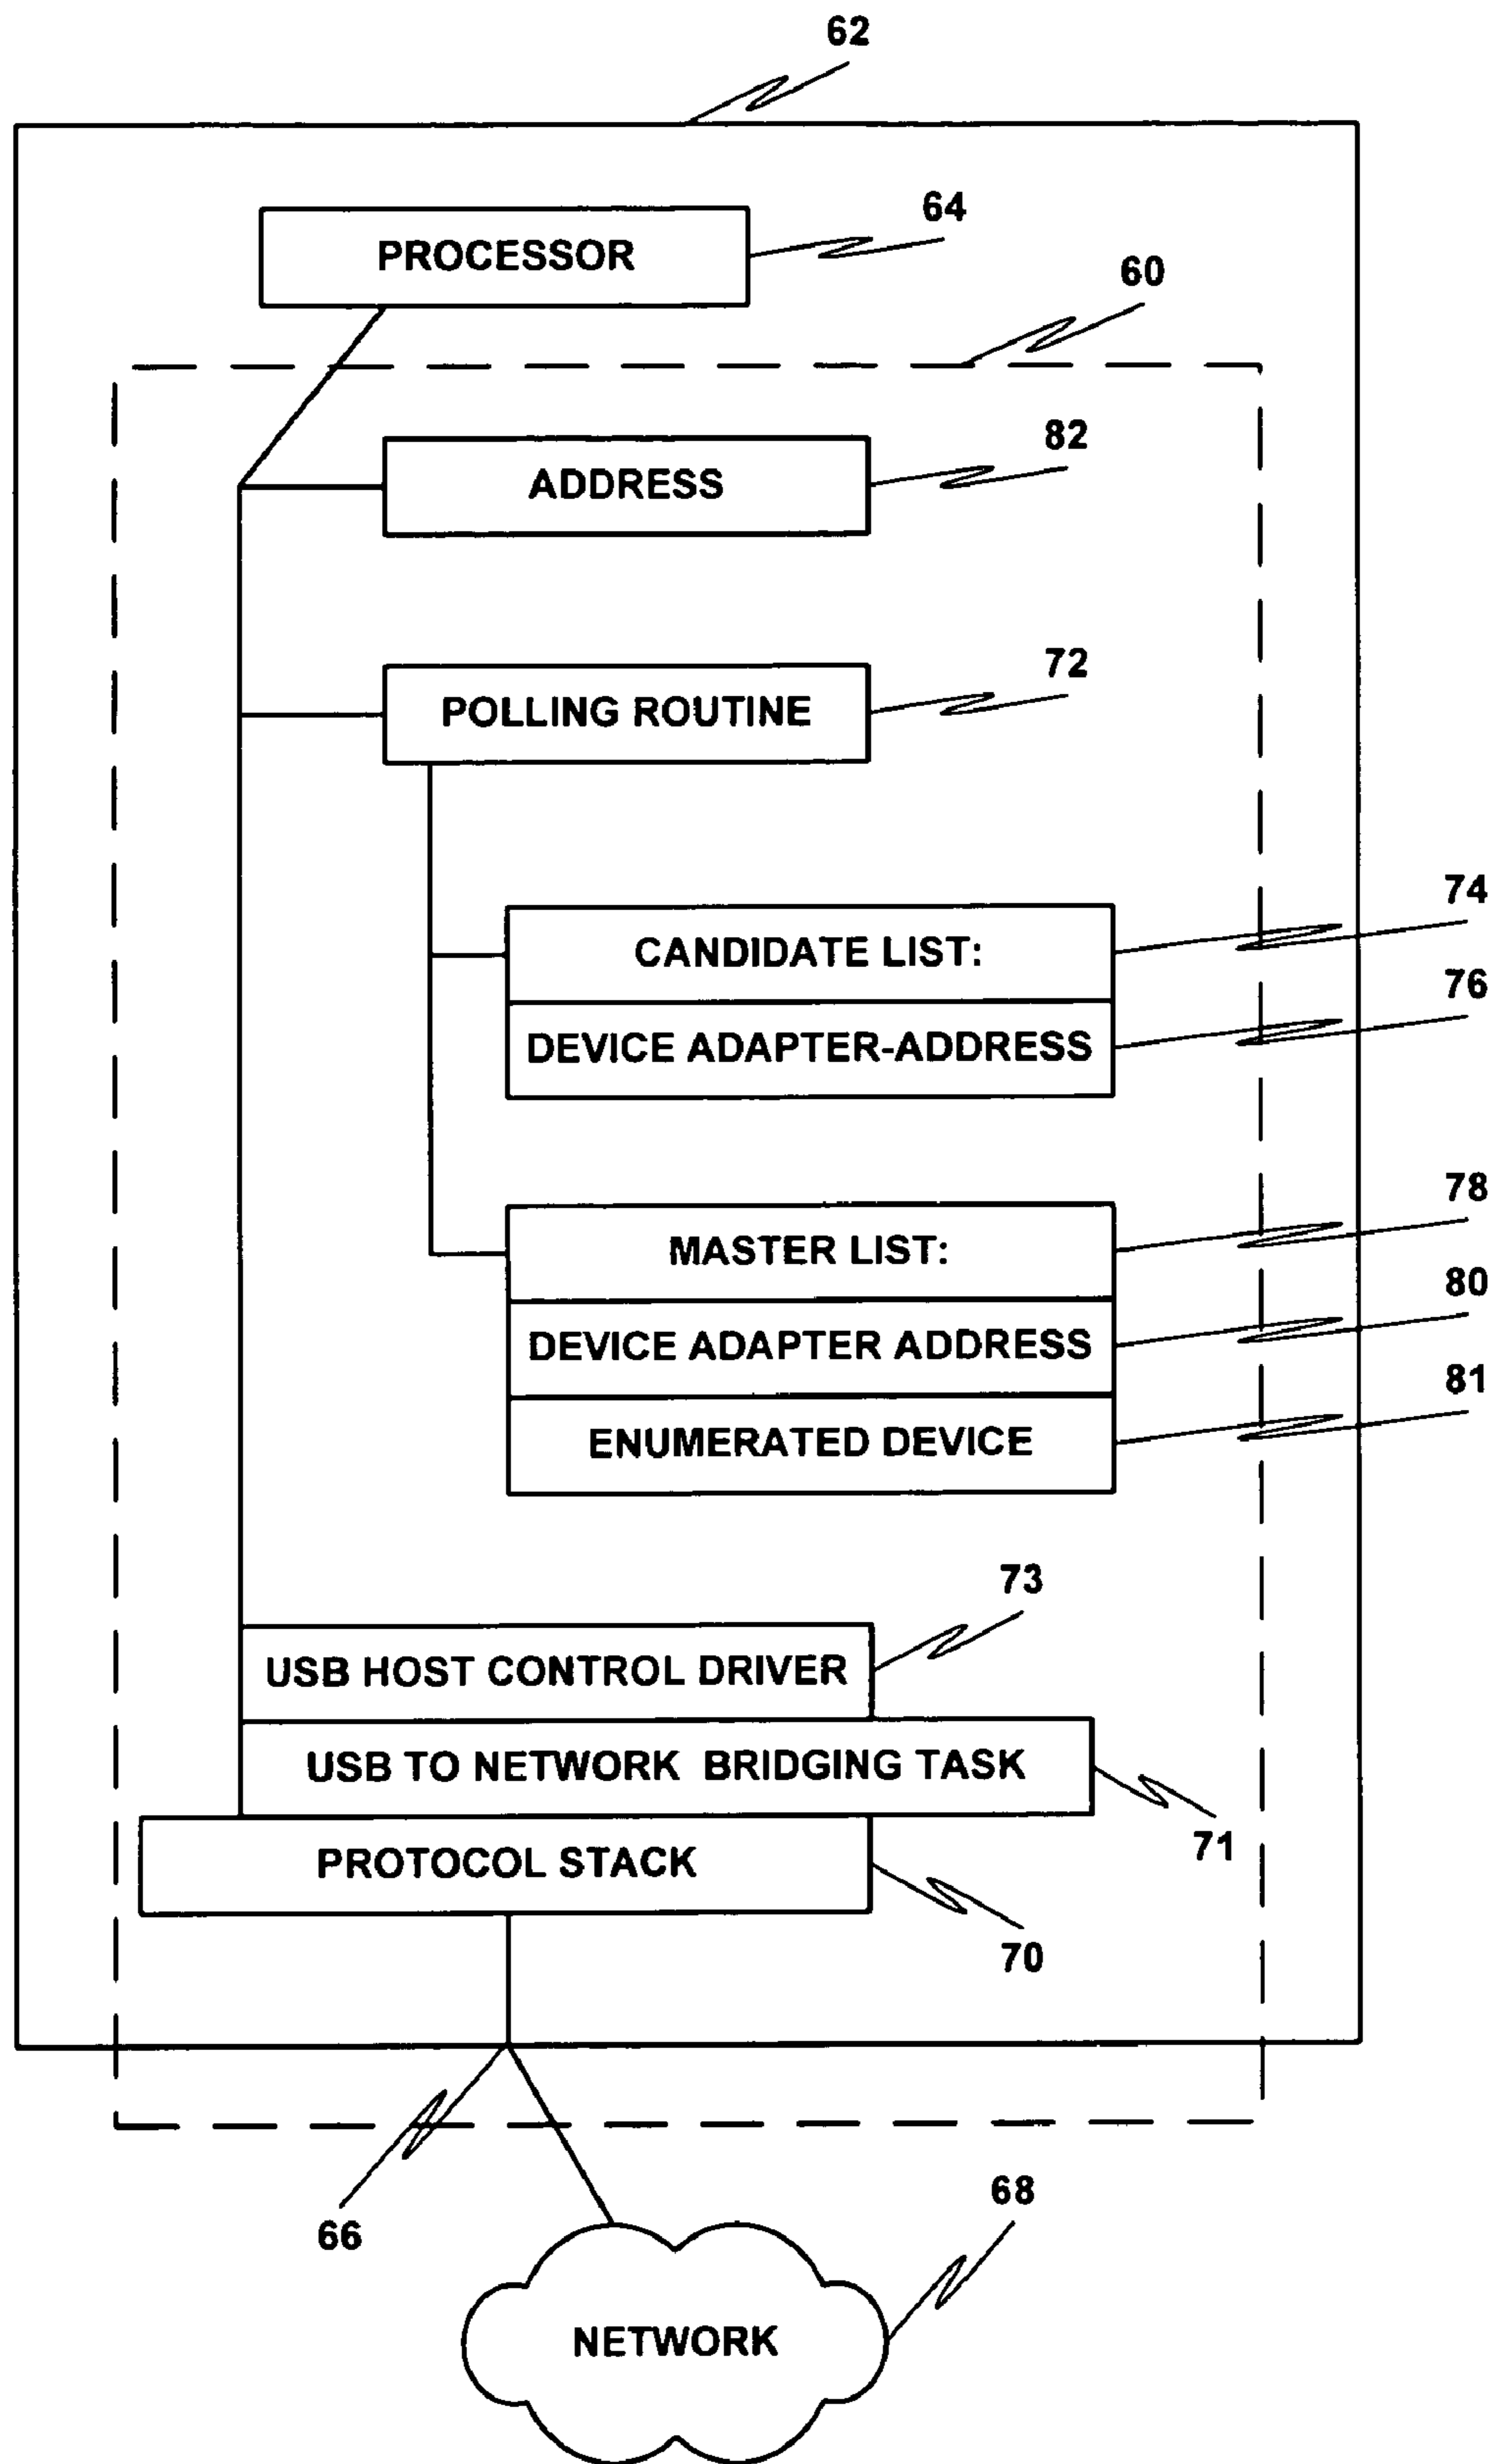 62
64
PROCESSOR
60
82
ADDRESS
72
POLLING ROUTINE
74
CANDIDATE LIST:
76
DEVICE ADAPTER-ADDRESS
78
MASTER LIST:
80
DEVICE ADAPTER ADDRESS
81
ENUMERATED DEVICE
73
USB HOST CONTROL DRIVER
USB TO NETWORK BRIDGING TASK
71
PROTOCOL STACK
70
68
66
NETWORK